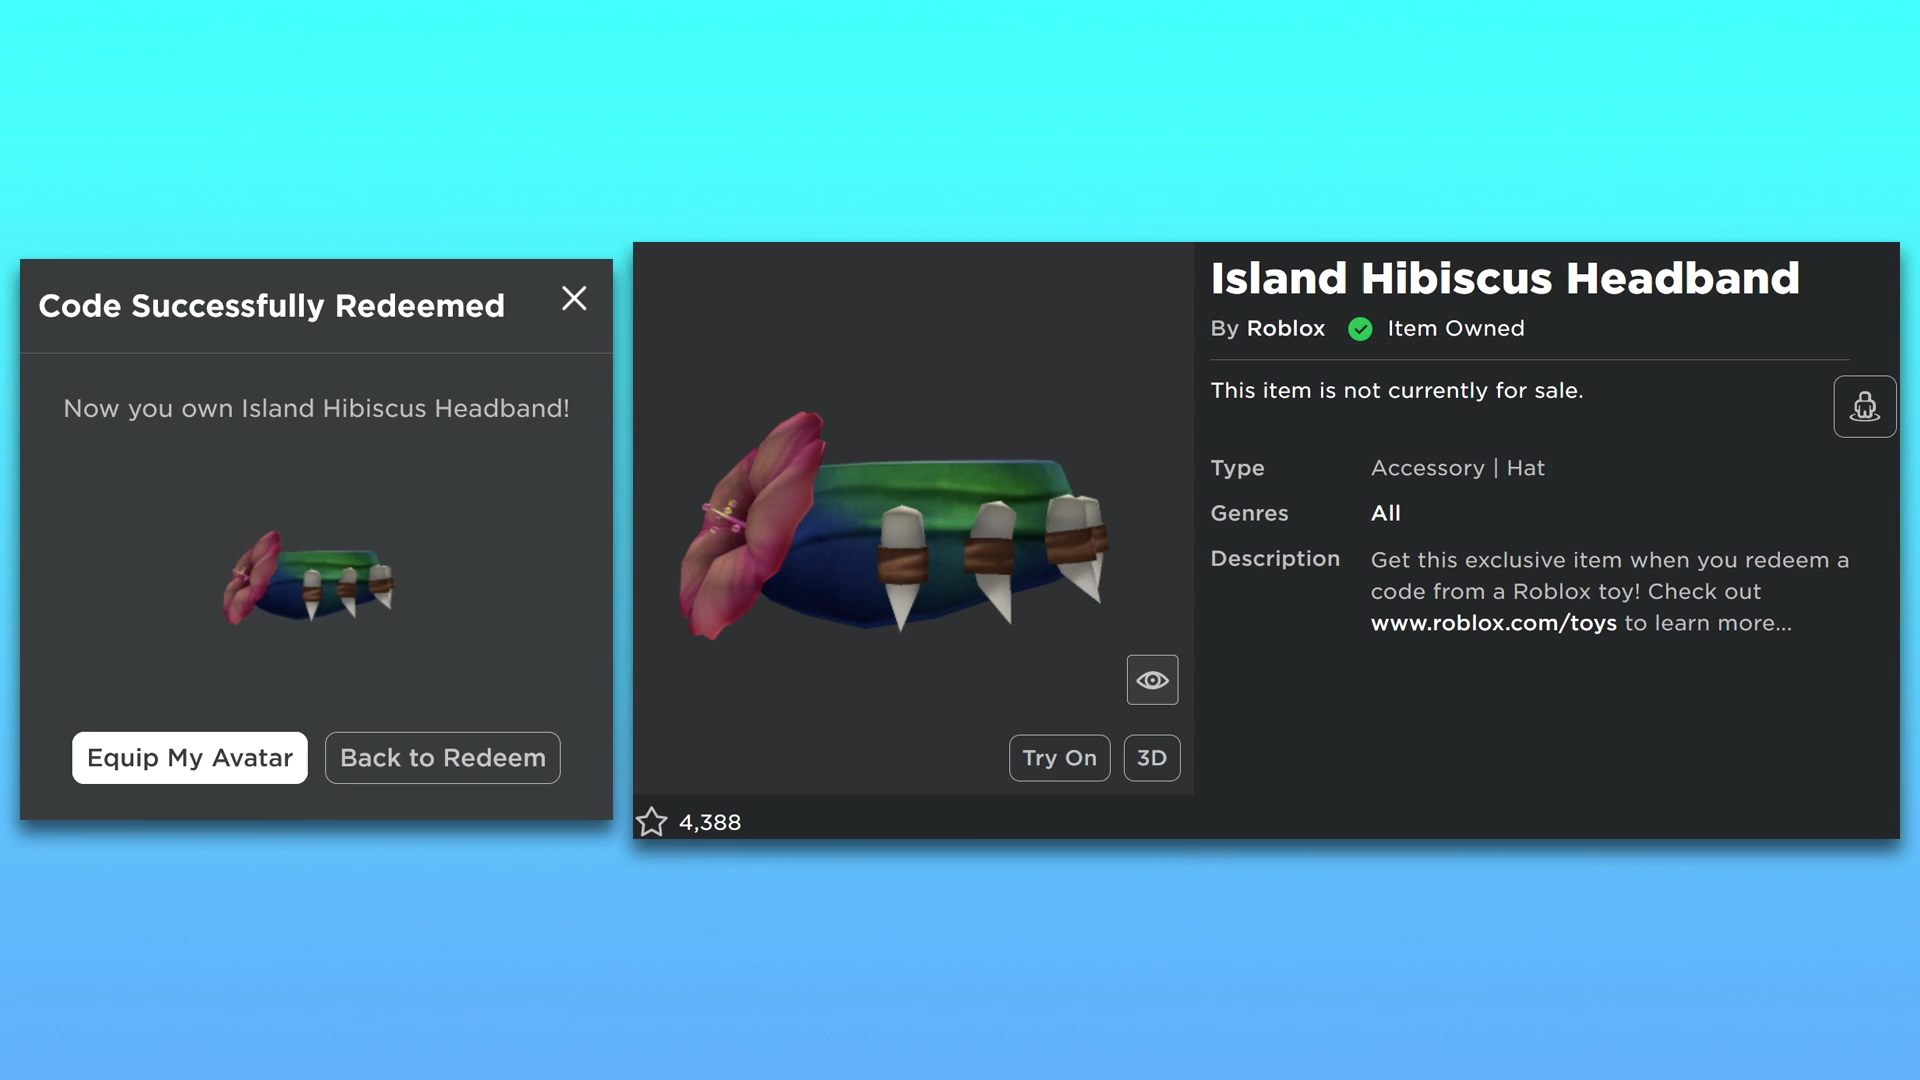 Code Successfully Redeemed
Now you own Island Hibiscus Headband!
Equip My Avatar
Back to Redeem
Island Hibiscus Headband
By Roblox Item Owned
This item is not currently for sale.
Type Accessory | Hat
Genres All
Description Get this exclusive item when you redeem a
code from a Roblox toy! Check out
www.roblox.com/toys to learn more...
Try On
3D
4,388